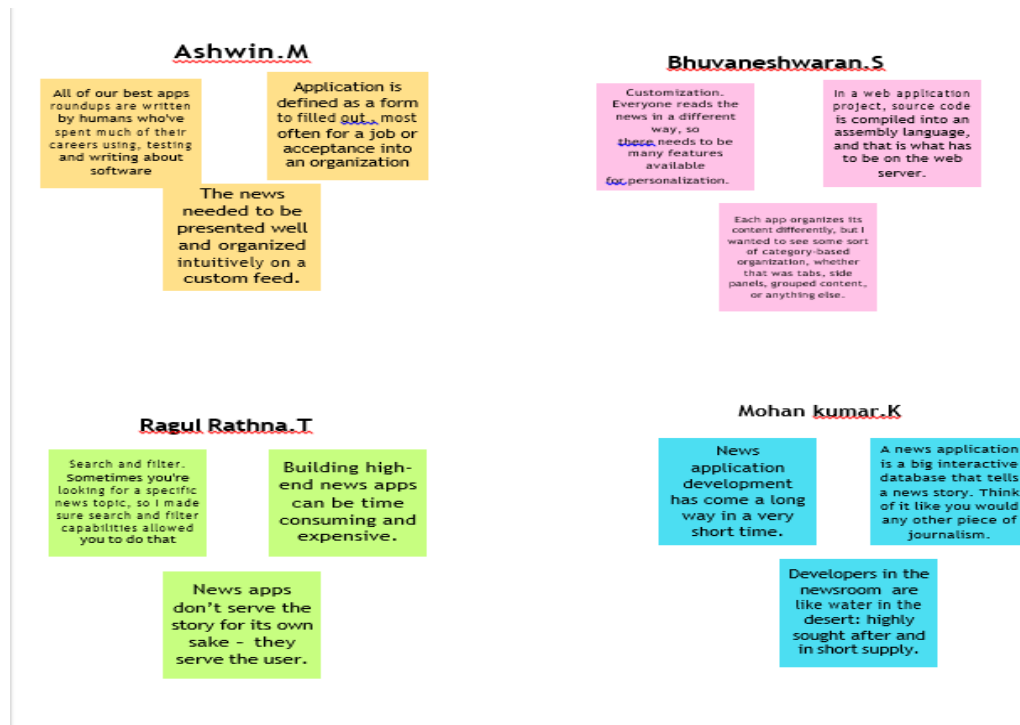 Ashwin.M
All of our best apps
roundups are written
by humans who've
spent much of their
careers using, testing
and writing about
software
Application is
defined as a form
to filled out , most
often for a job or
acceptance into
an organization
The news
needed to be
presented well
and organized
intuitively on a
custom feed.
Bhuvaneshwaran.S
Customization.
Everyone reads the
news in a different
way, so
there needs to be
many features
available
for personalization.
In a web application
project, source code
is compiled into an
assembly language,
and that is what has
to be on the web
server.
Each app organizes its
content differently, but I
wanted to see some sort
of category-based
organization, whether
that was tabs, side
panels, grouped content,
or anything else.
Ragul Rathna.T
Search and filter.
Sometimes you're
looking for a specific
news topic, so I made
sure search and filter
capabilities allowed
you to do that
Building high-
end news apps
can be time
consuming and
expensive.
News apps
don't serve the
story for its own
sake – they
serve the user.
Mohan kumar.K
News
application
development
has come a long
way in a very
short time.
A news application
is a big interactive
database that tells
a news story. Think
of it like you would
any other piece of
journalism.
Developers in the
newsroom are
like water in the
desert: highly
sought after and
in short supply.